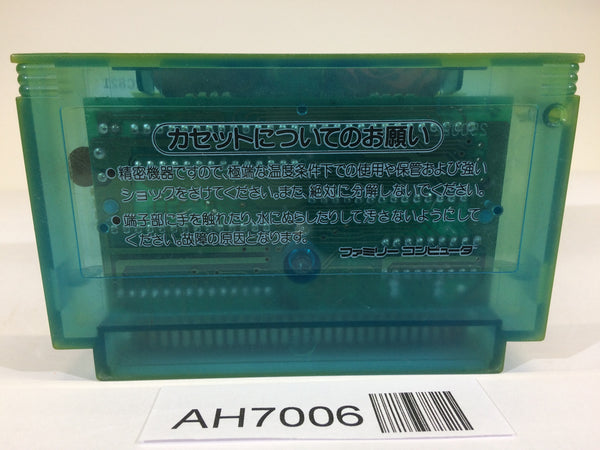 カセットについてのお願い
●精密機器ですので、極端な温度条件下での使用や保管および強い
ショックをさけてください。また、絶対に分解しないでください。
●端子部に手を触れたり、水にぬらしたりして汚さないようにして
ください。故障の原因となります。
ファミリーコンピュータ
AH7006